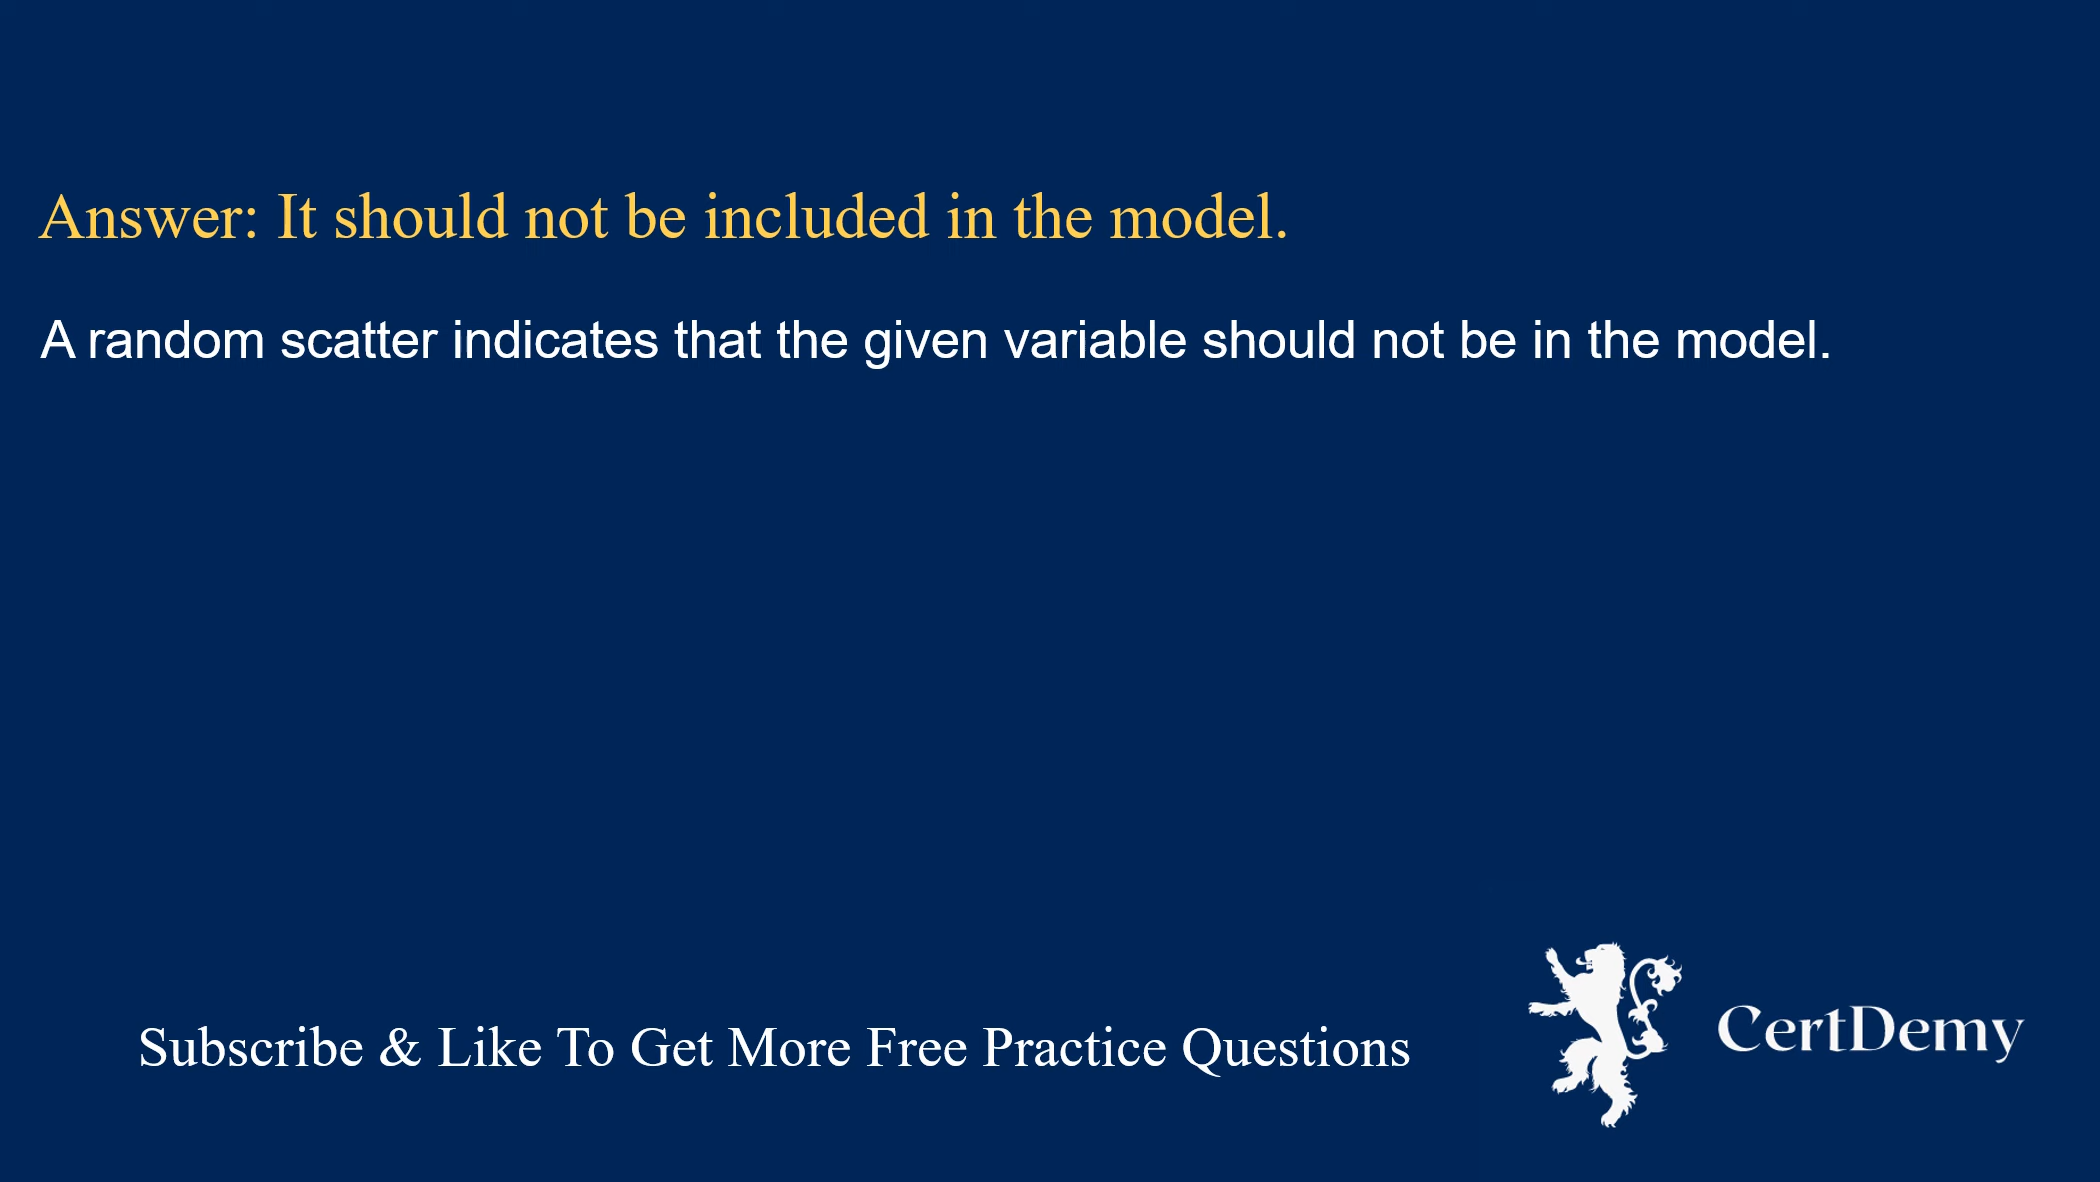 Answer: It should not be included in the model.
A random scatter indicates that the given variable should not be in the model.
Subscribe & Like To Get More Free Practice Questions
CertDemy